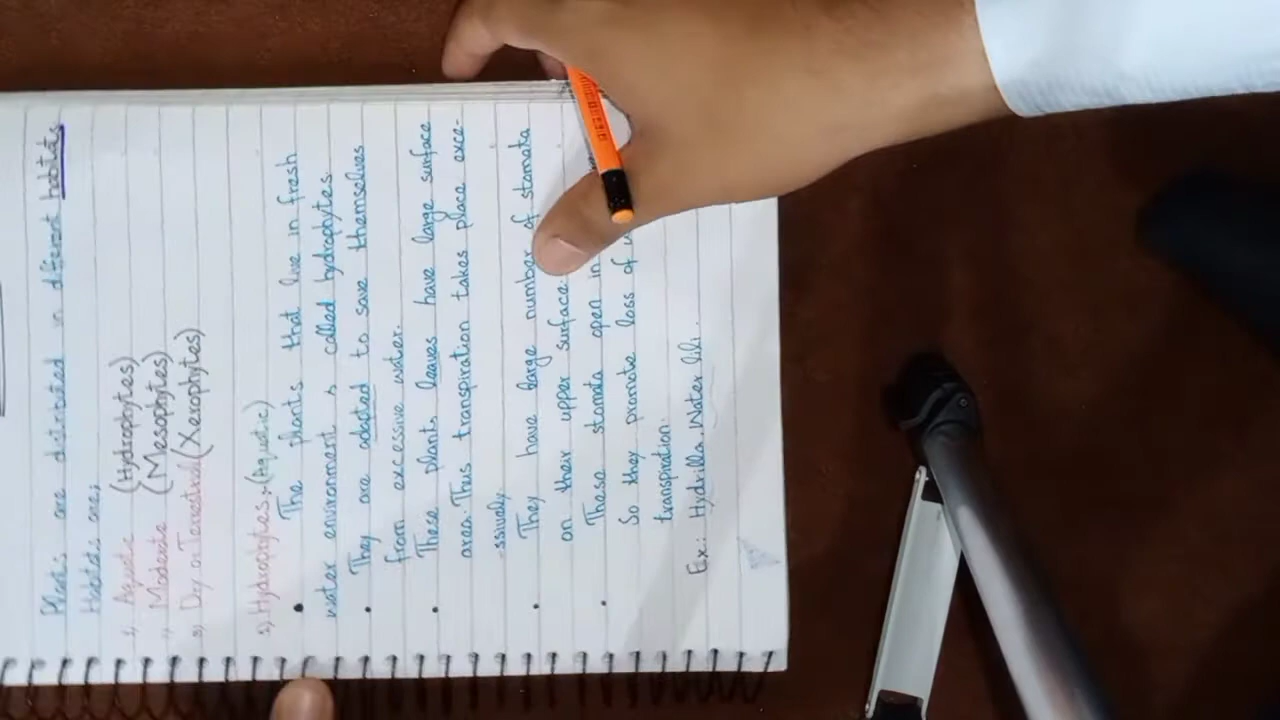 Plants are distributed in different habitats
Habitats are;
1) Aquatic (Hydrophytes)
Moderate (Mesophytes)
3) Dry or Terrestrial (Xerophytes)
1) Hydrophytes:- (Aquatic)
• The plants that live in fresh
water environment, called hydrophytes.
• They are adapted to save themselves
from excessive water.
• These plants leaves have large surface
area. Thus transpiration takes place exce-
-ssively.
• They have large number of stomata
on their upper surface.
• These stomata open in
So they promote loss of
transpiration.
Ex:- Hydrilla, Water lili.